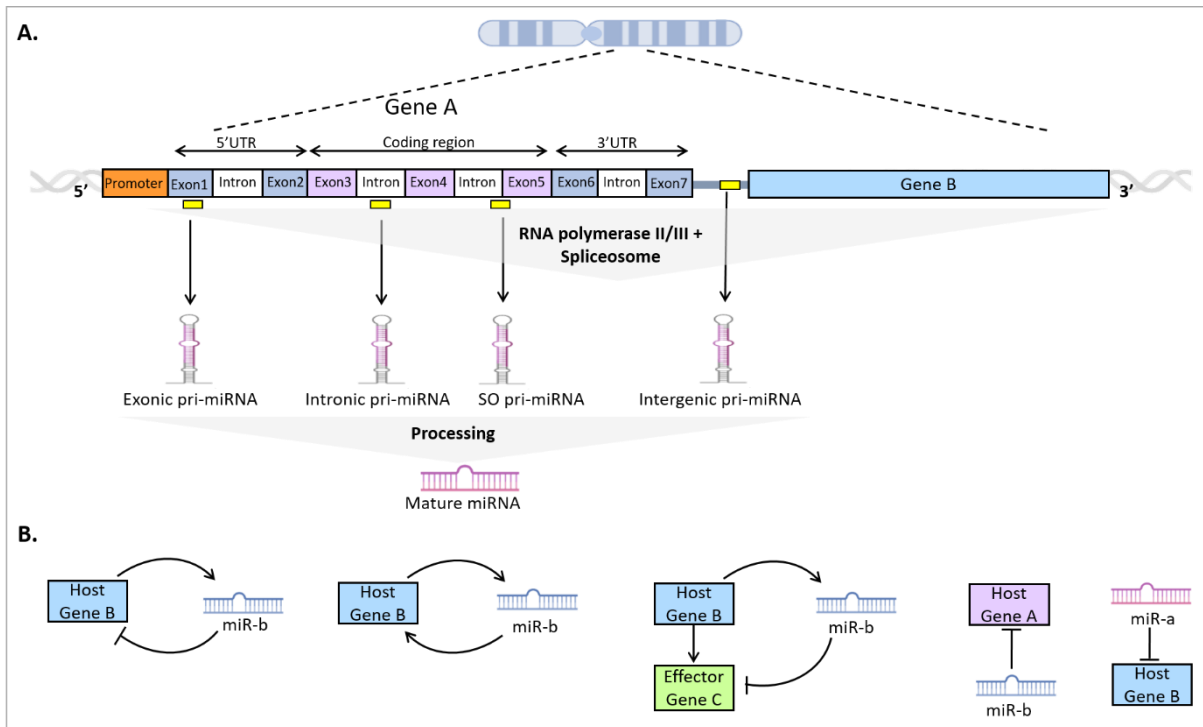 A.
Gene A
5'UTR
Coding region
3'UTR
5'
Promoter
Exon1
Intron
Exon2
Exon3
Intron
Exon4
Intron
Exon5
Exon6
Intron
Exon7
Gene B
3'
RNA polymerase II/III +
Spliceosome
Exonic pri-miRNA
Intronic pri-miRNA
SO pri-miRNA
Intergenic pri-miRNA
Processing
Mature miRNA
B.
Host
Gene B
miR-b
Host
Gene B
miR-b
Host
Gene B
miR-b
Effector
Gene C
Host
Gene A
miR-b
miR-a
Host
Gene B